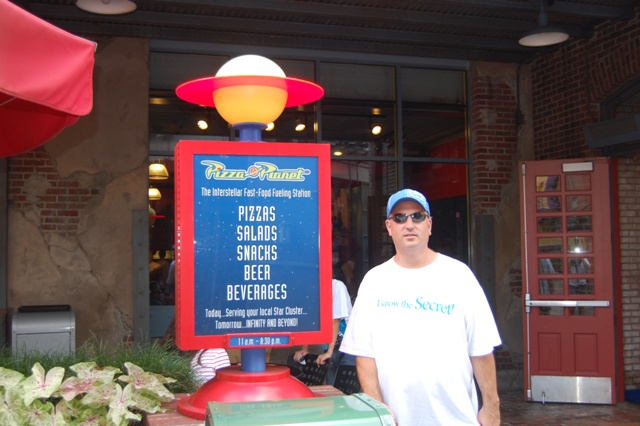 Pizza Planet
The Interstellar Fast-Food Fueling Station
PIZZAS
SALADS
SNACKS
BEER
BEVERAGES
Today...Serving your local Star Cluster...
Tomorrow...INFINITY AND BEYOND!
11 a.m. - 8:30 p.m.
I know the Secret!